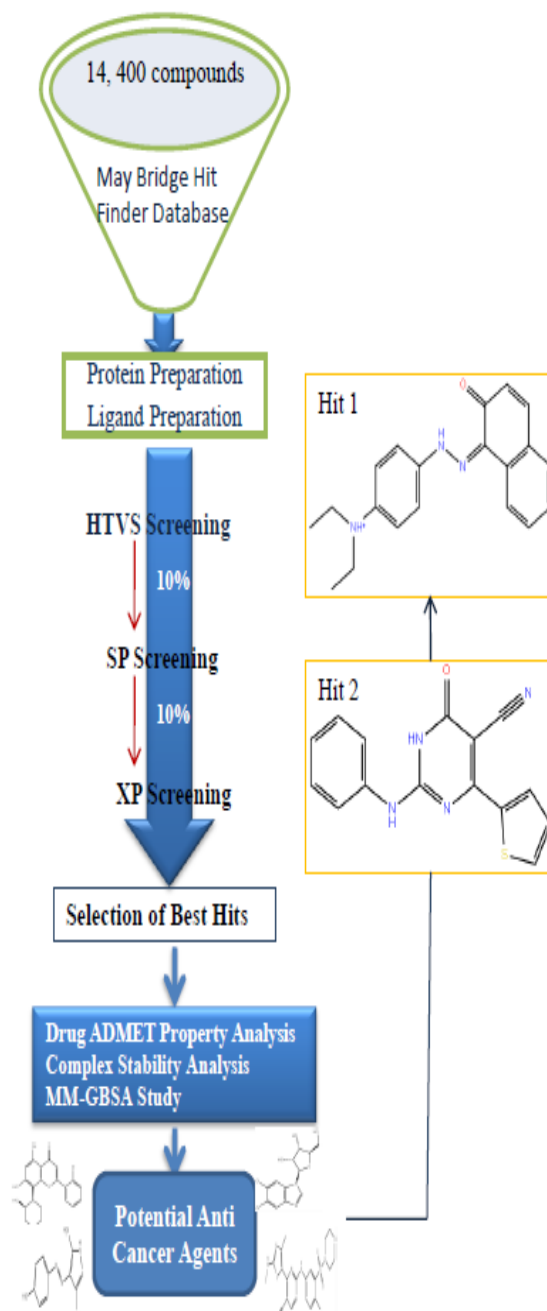 14, 400 compounds
May Bridge Hit
Finder Database
Protein Preparation
Ligand Preparation
HTVS Screening
10%
SP Screening
10%
XP Screening
Selection of Best Hits
Drug ADMET Property Analysis
Complex Stability Analysis
MM-GBSA Study
Potential Anti
Cancer Agents
Hit 1
O
H
N
N
NH⁺
Hit 2
O
N
HN
N
H
N
S